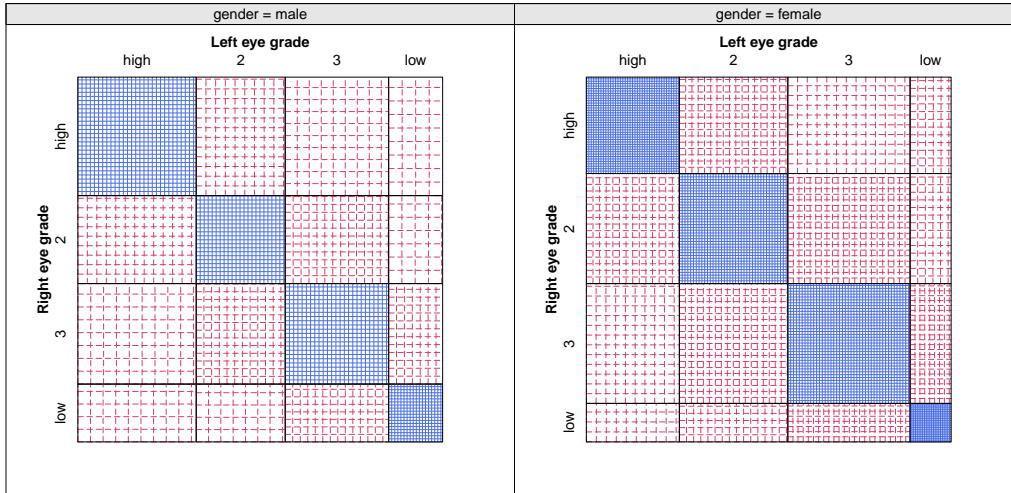 gender = male
Left eye grade
high 2 3 low
Right eye grade
high
2
3
low
gender = female
Left eye grade
high 2 3 low
Right eye grade
high
2
3
low